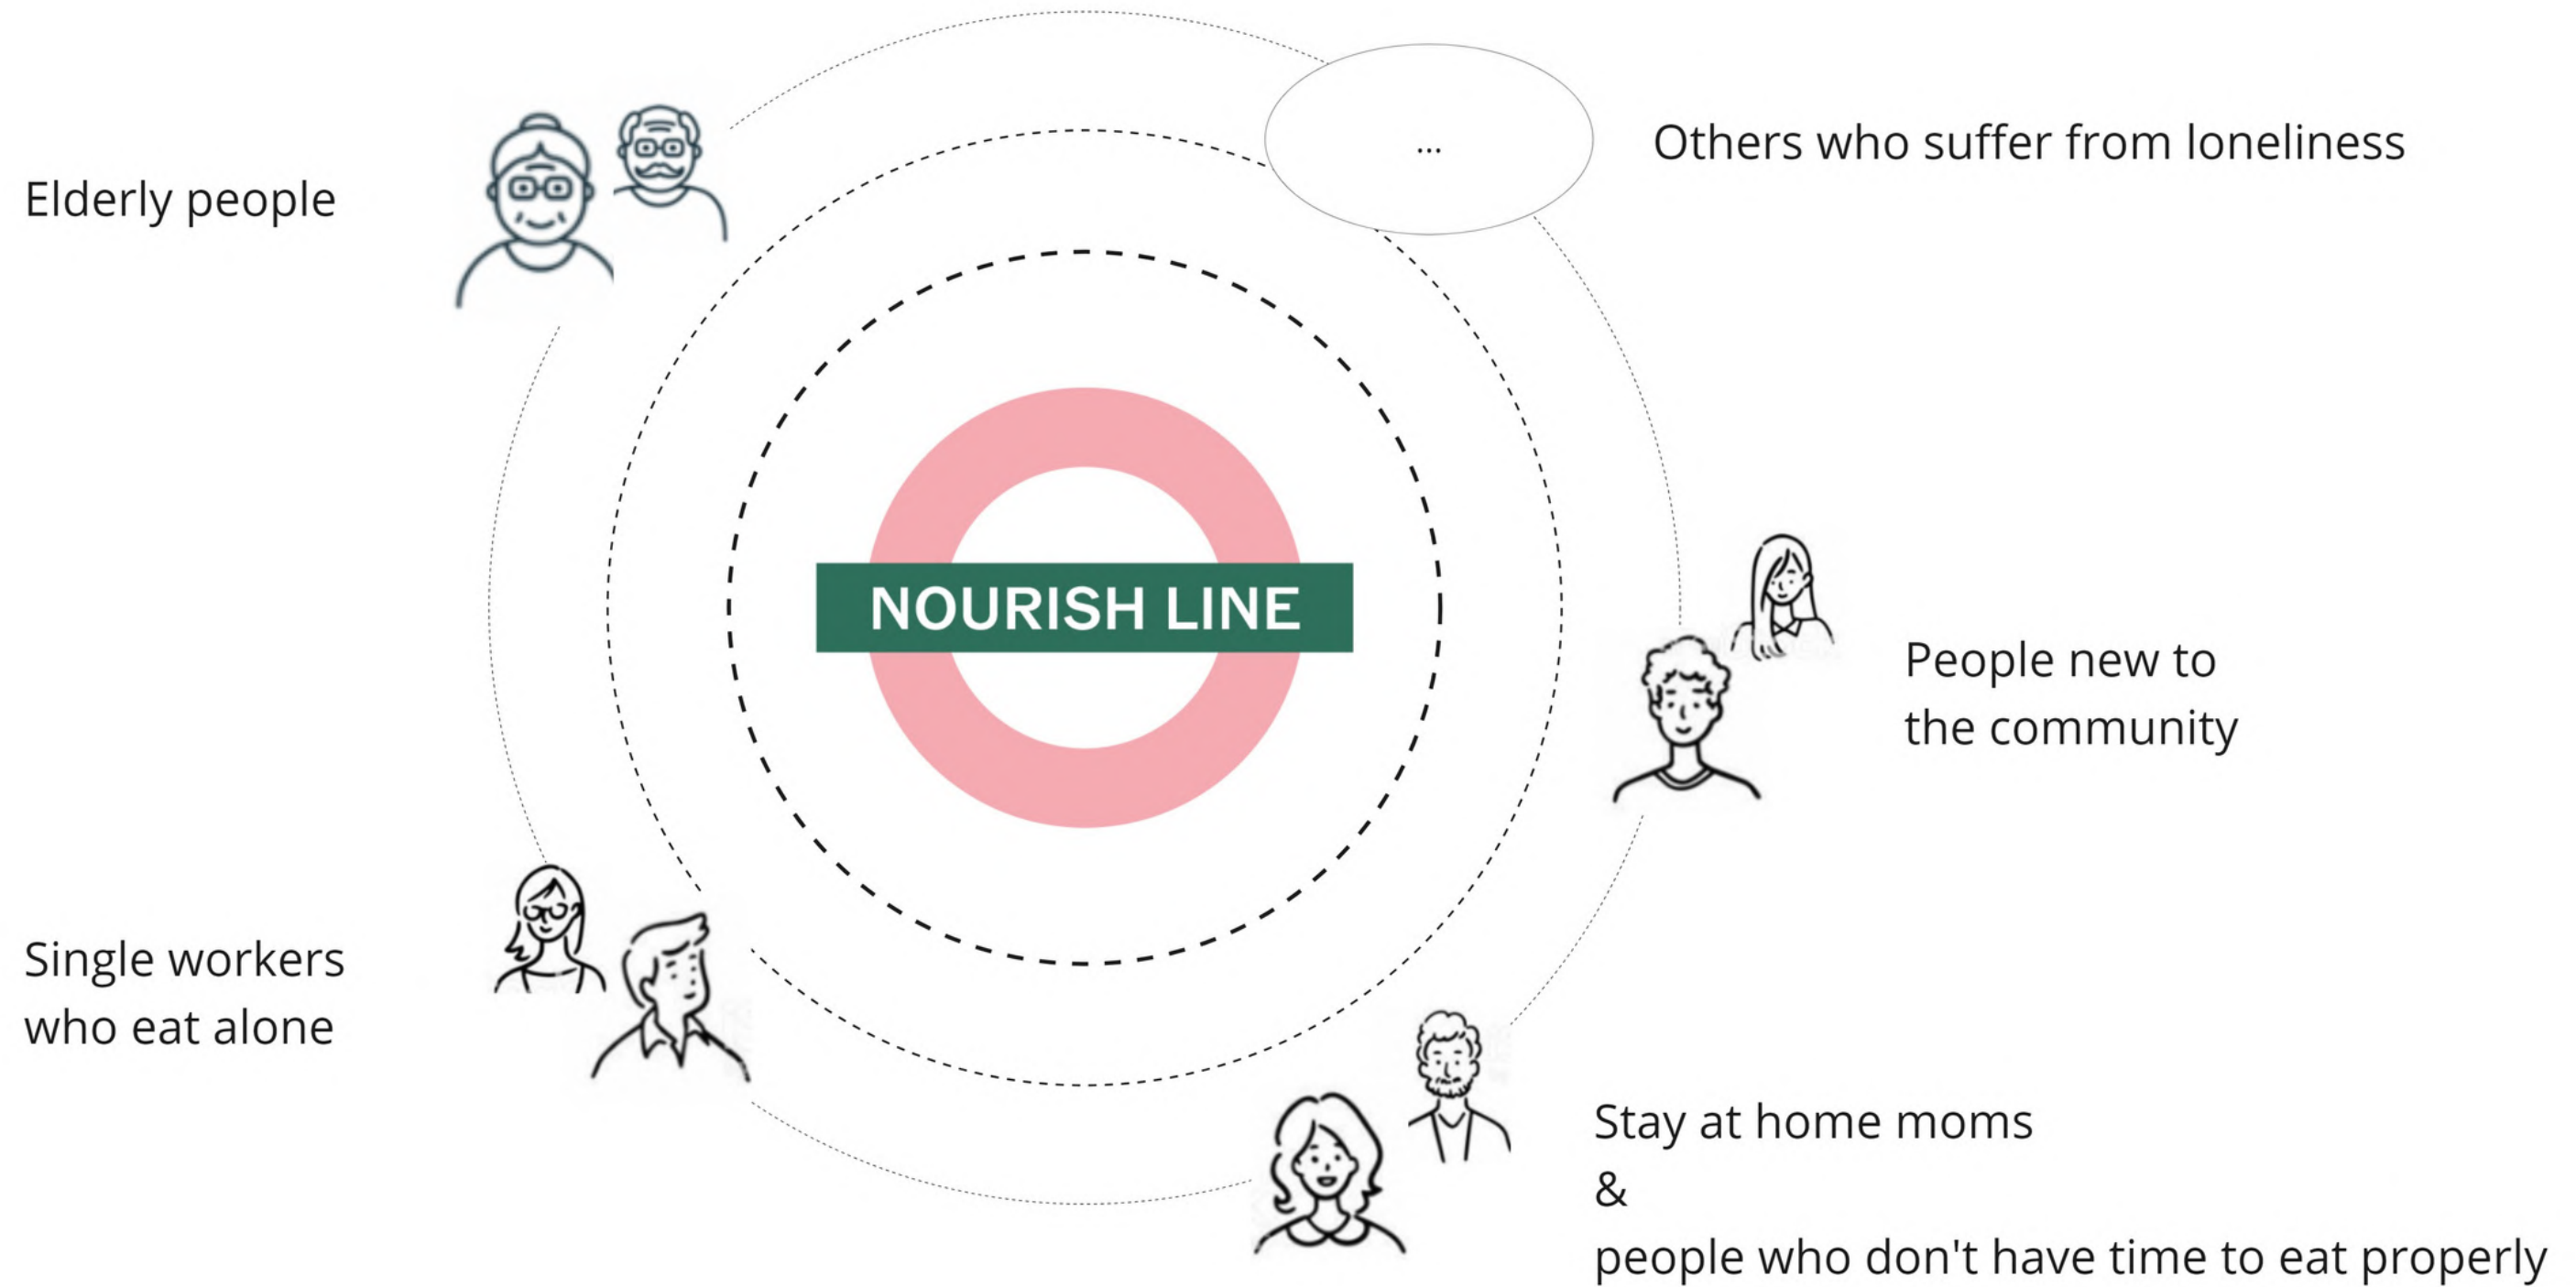 ...
Others who suffer from loneliness
Elderly people
NOURISH LINE
People new to
the community
Single workers
who eat alone
Stay at home moms
&
people who don't have time to eat properly